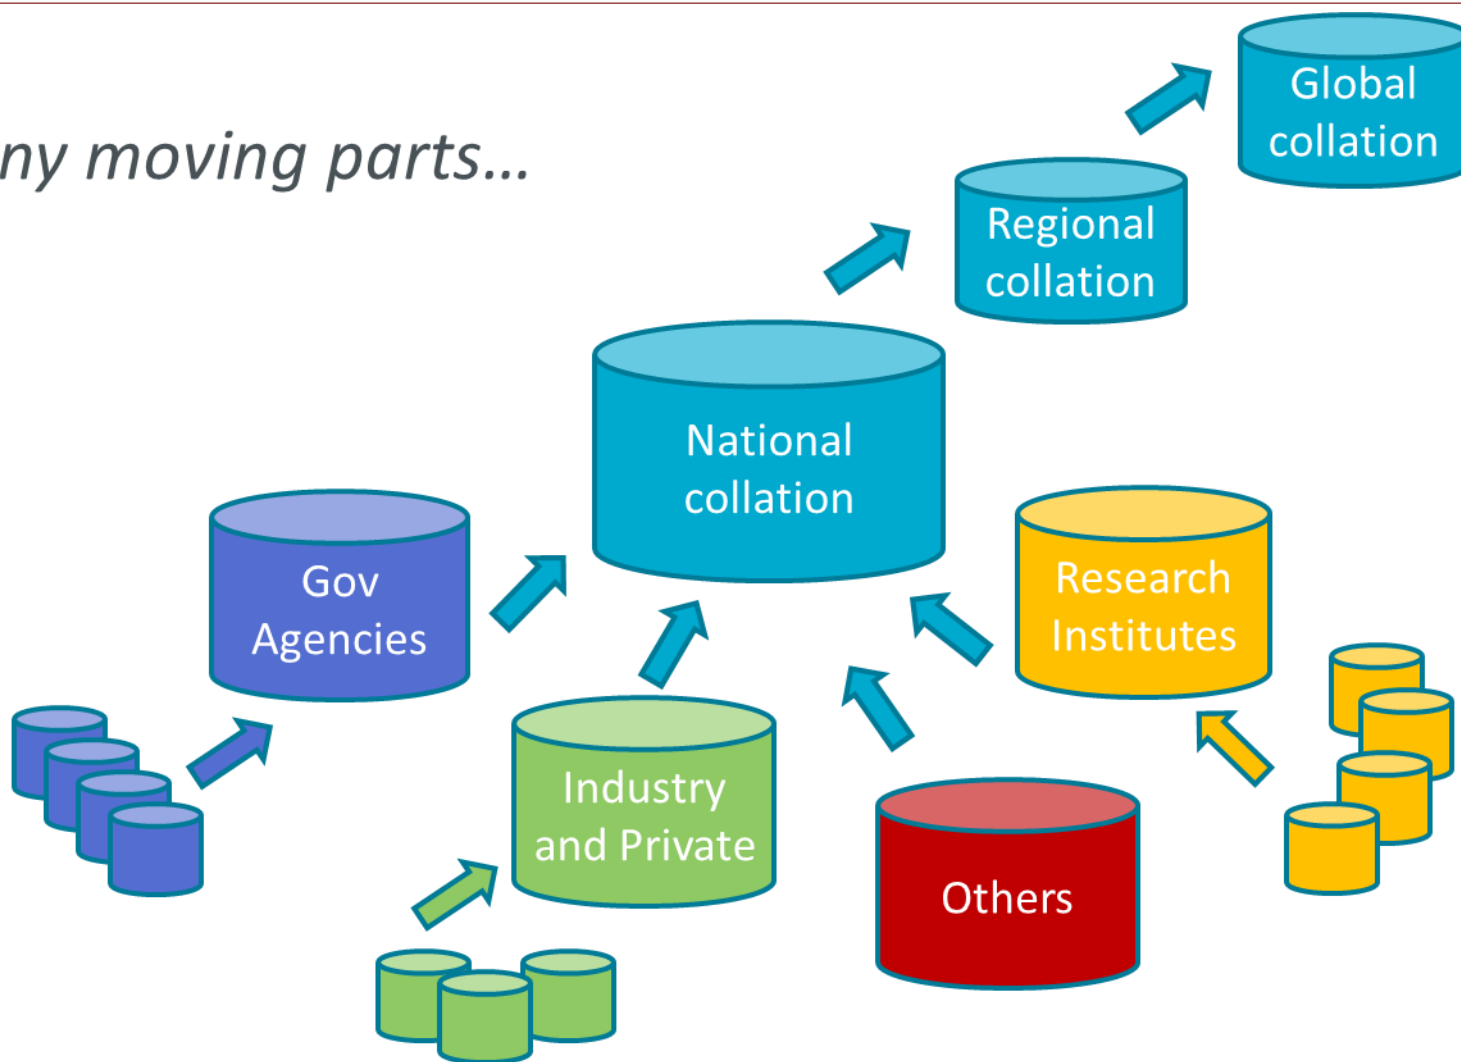 ny moving parts...
Global
collation
Regional
collation
National
collation
Gov
Agencies
Research
Institutes
Industry
and Private
Others